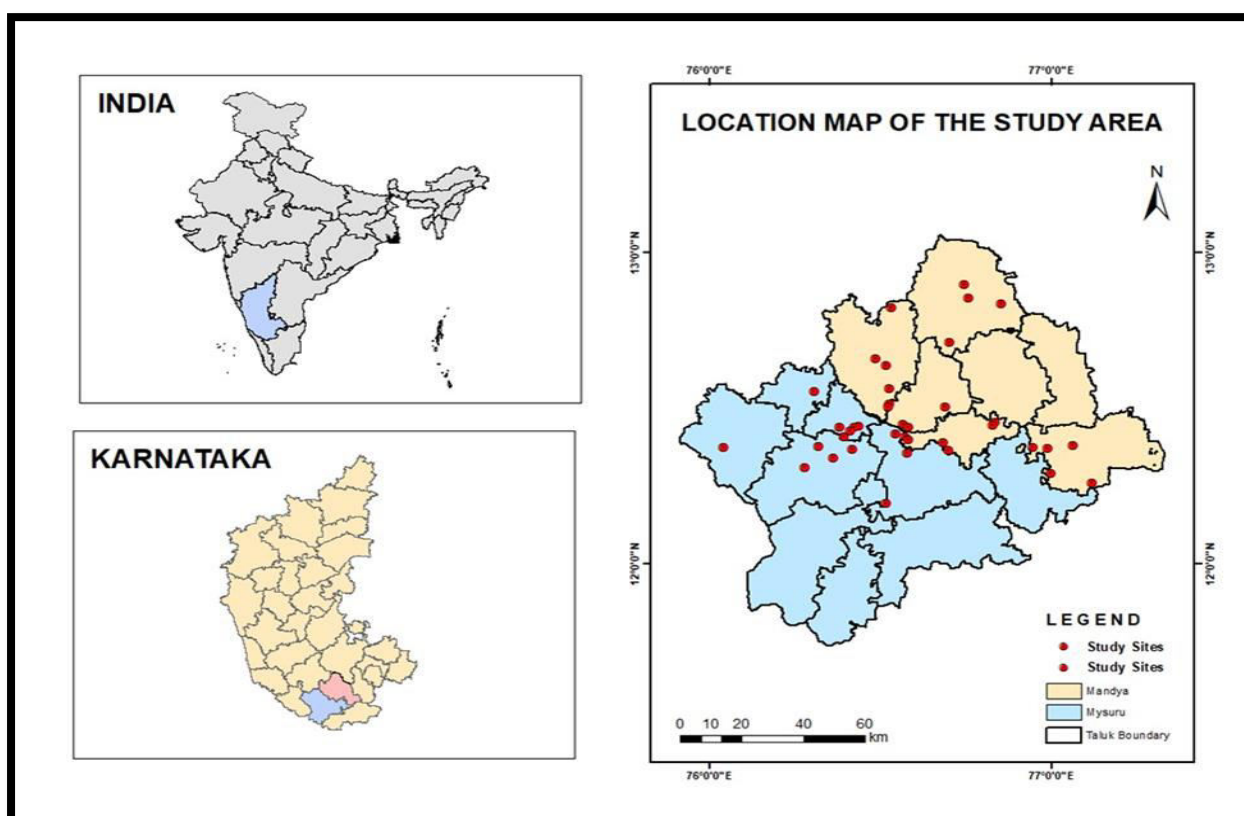 INDIA
KARNATAKA
76°0'0"E 77°0'0"E
LOCATION MAP OF THE STUDY AREA
N
13°0'0"N 13°0'0"N
12°0'0"N 12°0'0"N
LEGEND
Study Sites
Study Sites
Mandya
Mysuru
Taluk Boundary
0 10 20 40 60
km
76°0'0"E 77°0'0"E